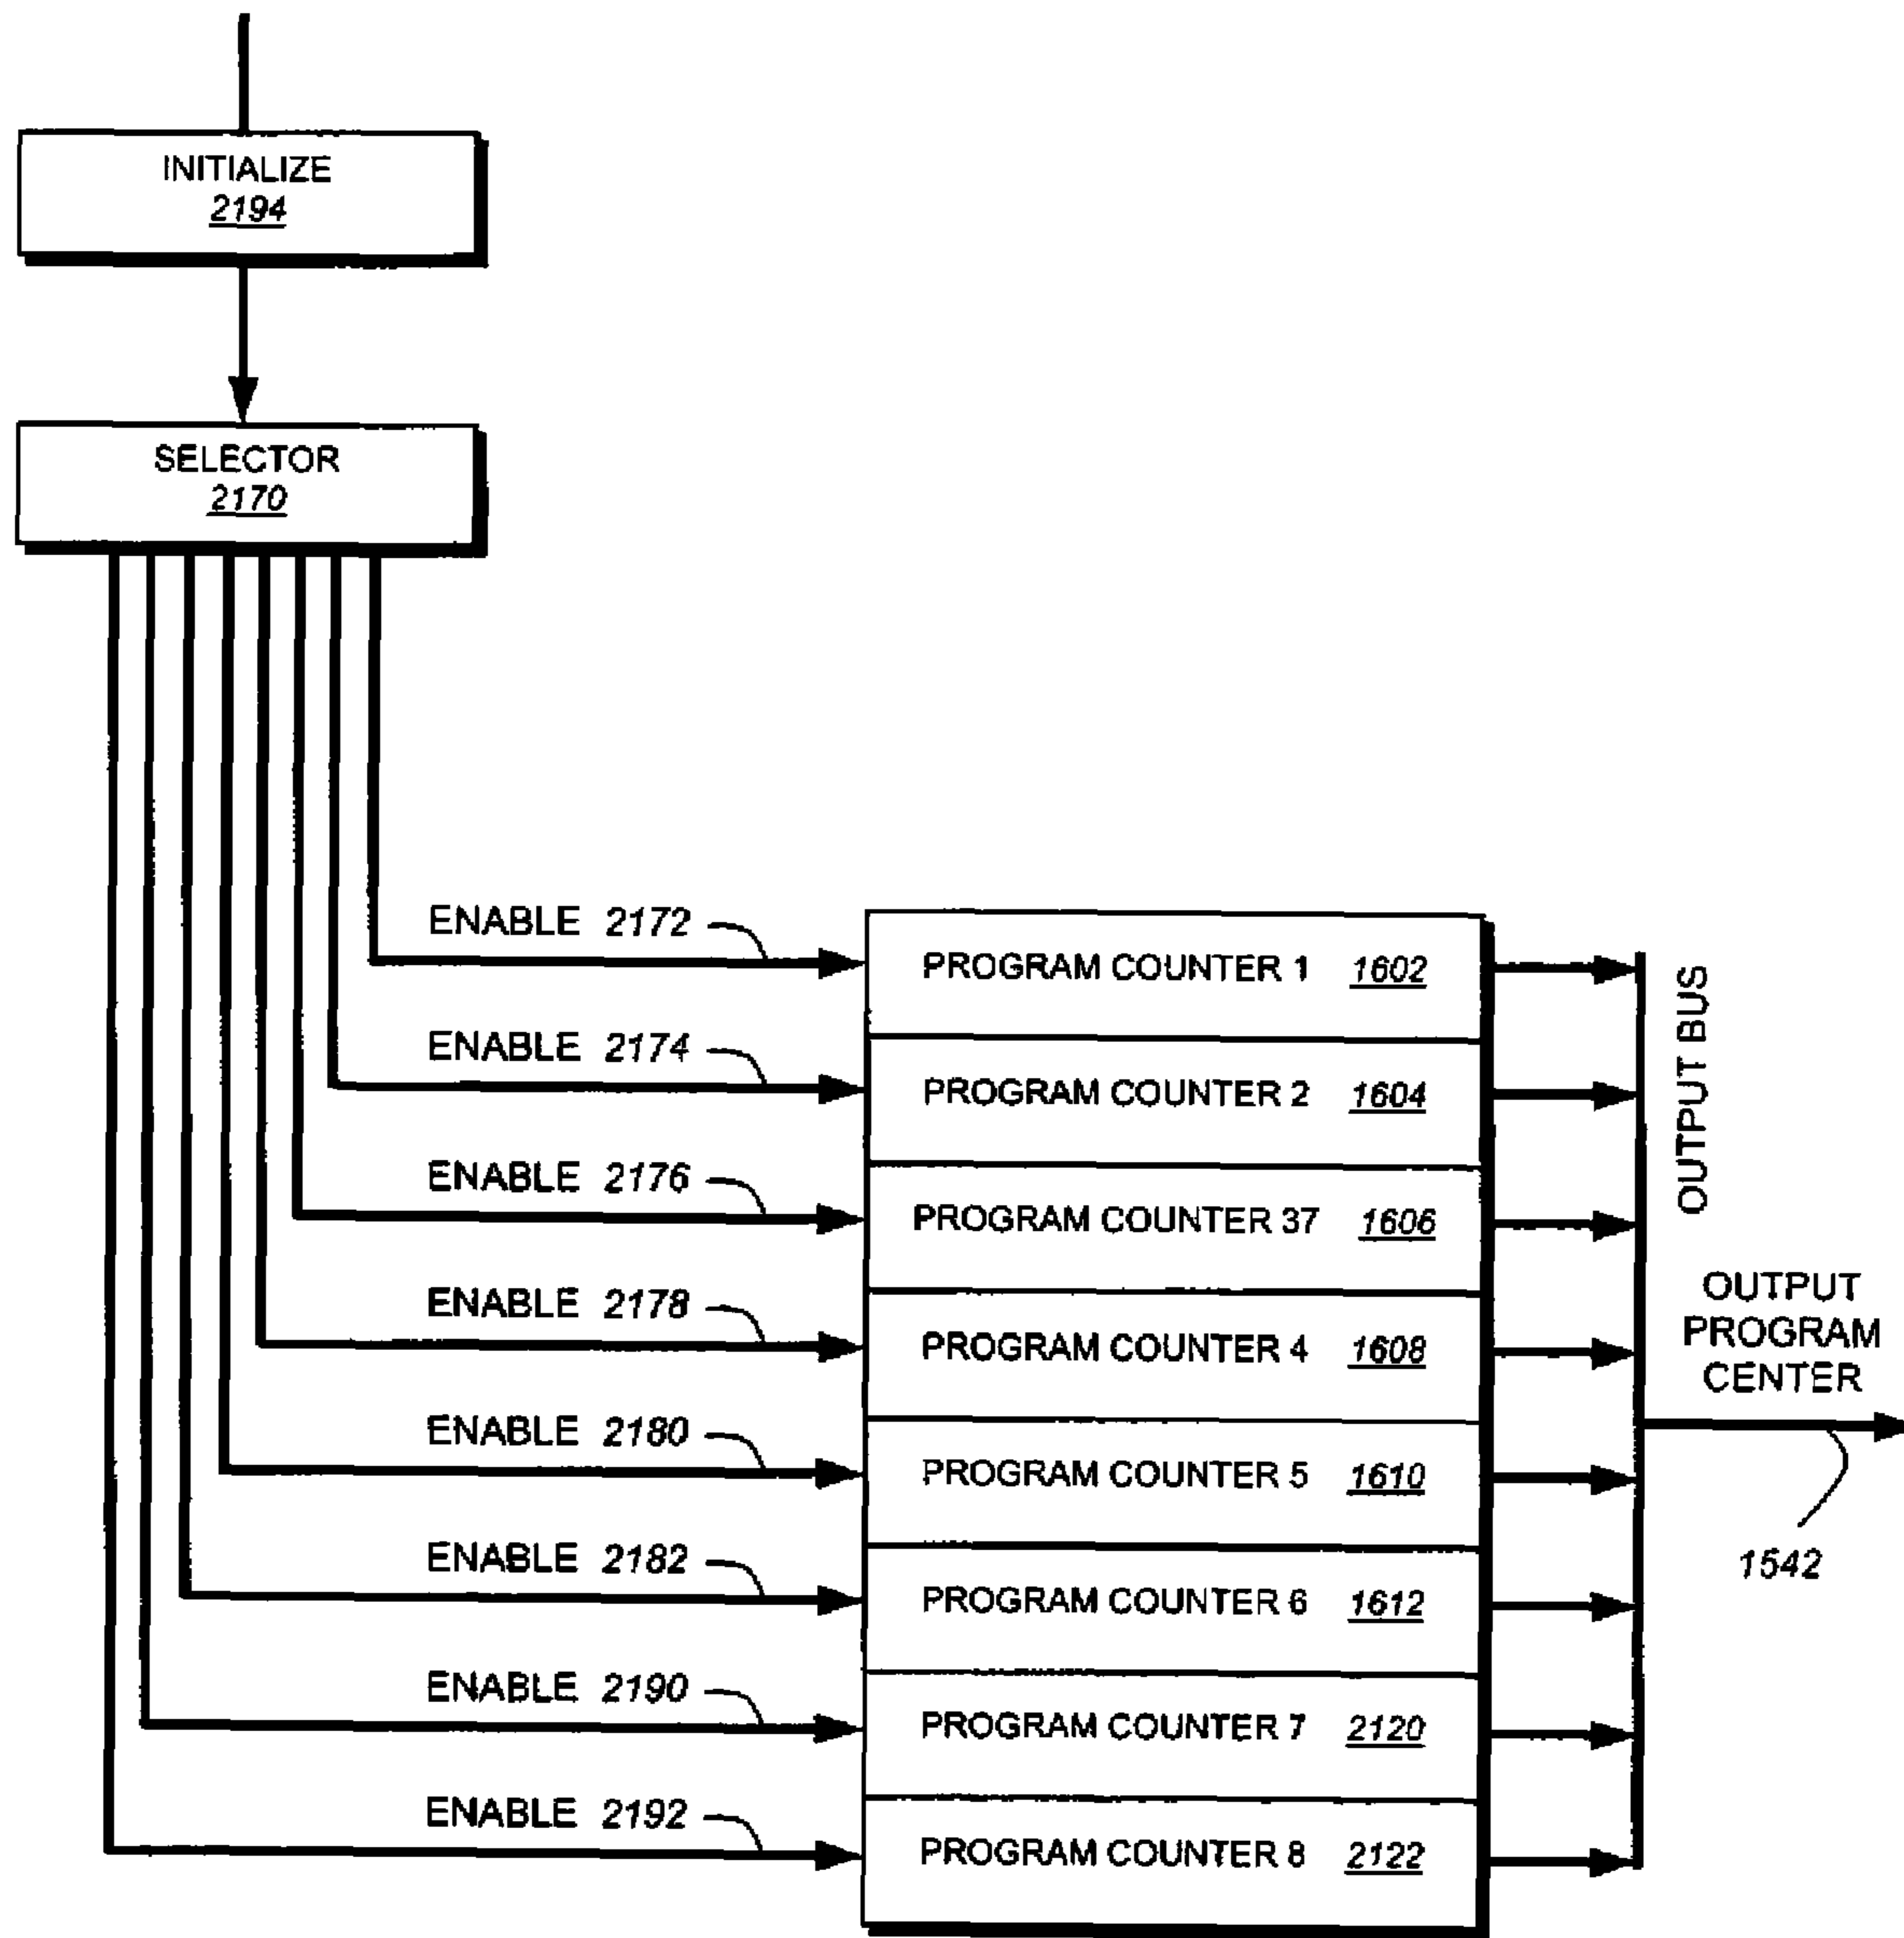 INITIALIZE
2194
SELECTOR
2170
ENABLE 2172
PROGRAM COUNTER 1 1602
ENABLE 2174
PROGRAM COUNTER 2 1604
ENABLE 2176
PROGRAM COUNTER 37 1606
ENABLE 2178
PROGRAM COUNTER 4 1608
ENABLE 2180
PROGRAM COUNTER 5 1610
ENABLE 2182
PROGRAM COUNTER 6 1612
ENABLE 2190
PROGRAM COUNTER 7 2120
ENABLE 2192
PROGRAM COUNTER 8 2122
OUTPUT BUS
OUTPUT
PROGRAM
CENTER
1542